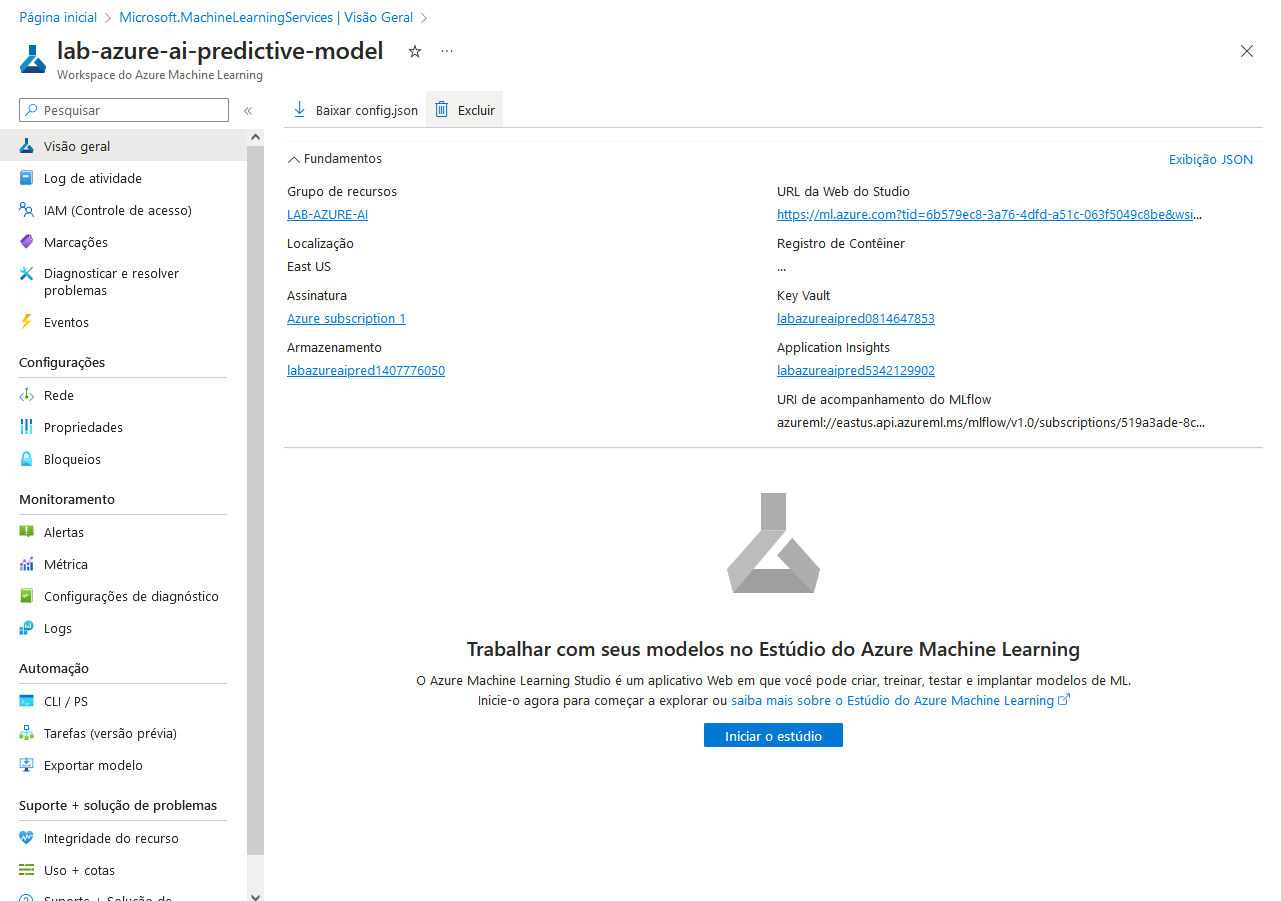 Página inicial > Microsoft.MachineLearningServices | Visão Geral >
lab-azure-ai-predictive-model
Workspace do Azure Machine Learning
Pesquisar
Visão geral
Log de atividade
IAM (Controle de acesso)
Marcações
Diagnosticar e resolver
problemas
Eventos
Configurações
Rede
Propriedades
Bloqueios
Monitoramento
Alertas
Métrica
Configurações de diagnóstico
Logs
Automação
CLI / PS
Tarefas (versão prévia)
Exportar modelo
Suporte + solução de problemas
Integridade do recurso
Uso + cotas
Suporte + Solução de
Baixar config.json
Excluir
Fundamentos
Exibição JSON
Grupo de recursos
LAB-AZURE-AI
Localização
East US
Assinatura
Azure subscription 1
Armazenamento
labazureaipred1407776050
URL da Web do Studio
https://ml.azure.com?tid=6b579ec8-3a76-4dfd-a51c-063f5049c8be&wsi...
Registro de Contêiner
...
Key Vault
labazureaipred0814647853
Application Insights
labazureaipred5342129902
URI de acompanhamento do MLflow
azureml://eastus.api.azureml.ms/mlflow/v1.0/subscriptions/519a3ade-8c...
Trabalhar com seus modelos no Estúdio do Azure Machine Learning
O Azure Machine Learning Studio é um aplicativo Web em que você pode criar, treinar, testar e implantar modelos de ML.
Inicie-o agora para começar a explorar ou saiba mais sobre o Estúdio do Azure Machine Learning
Iniciar o estúdio